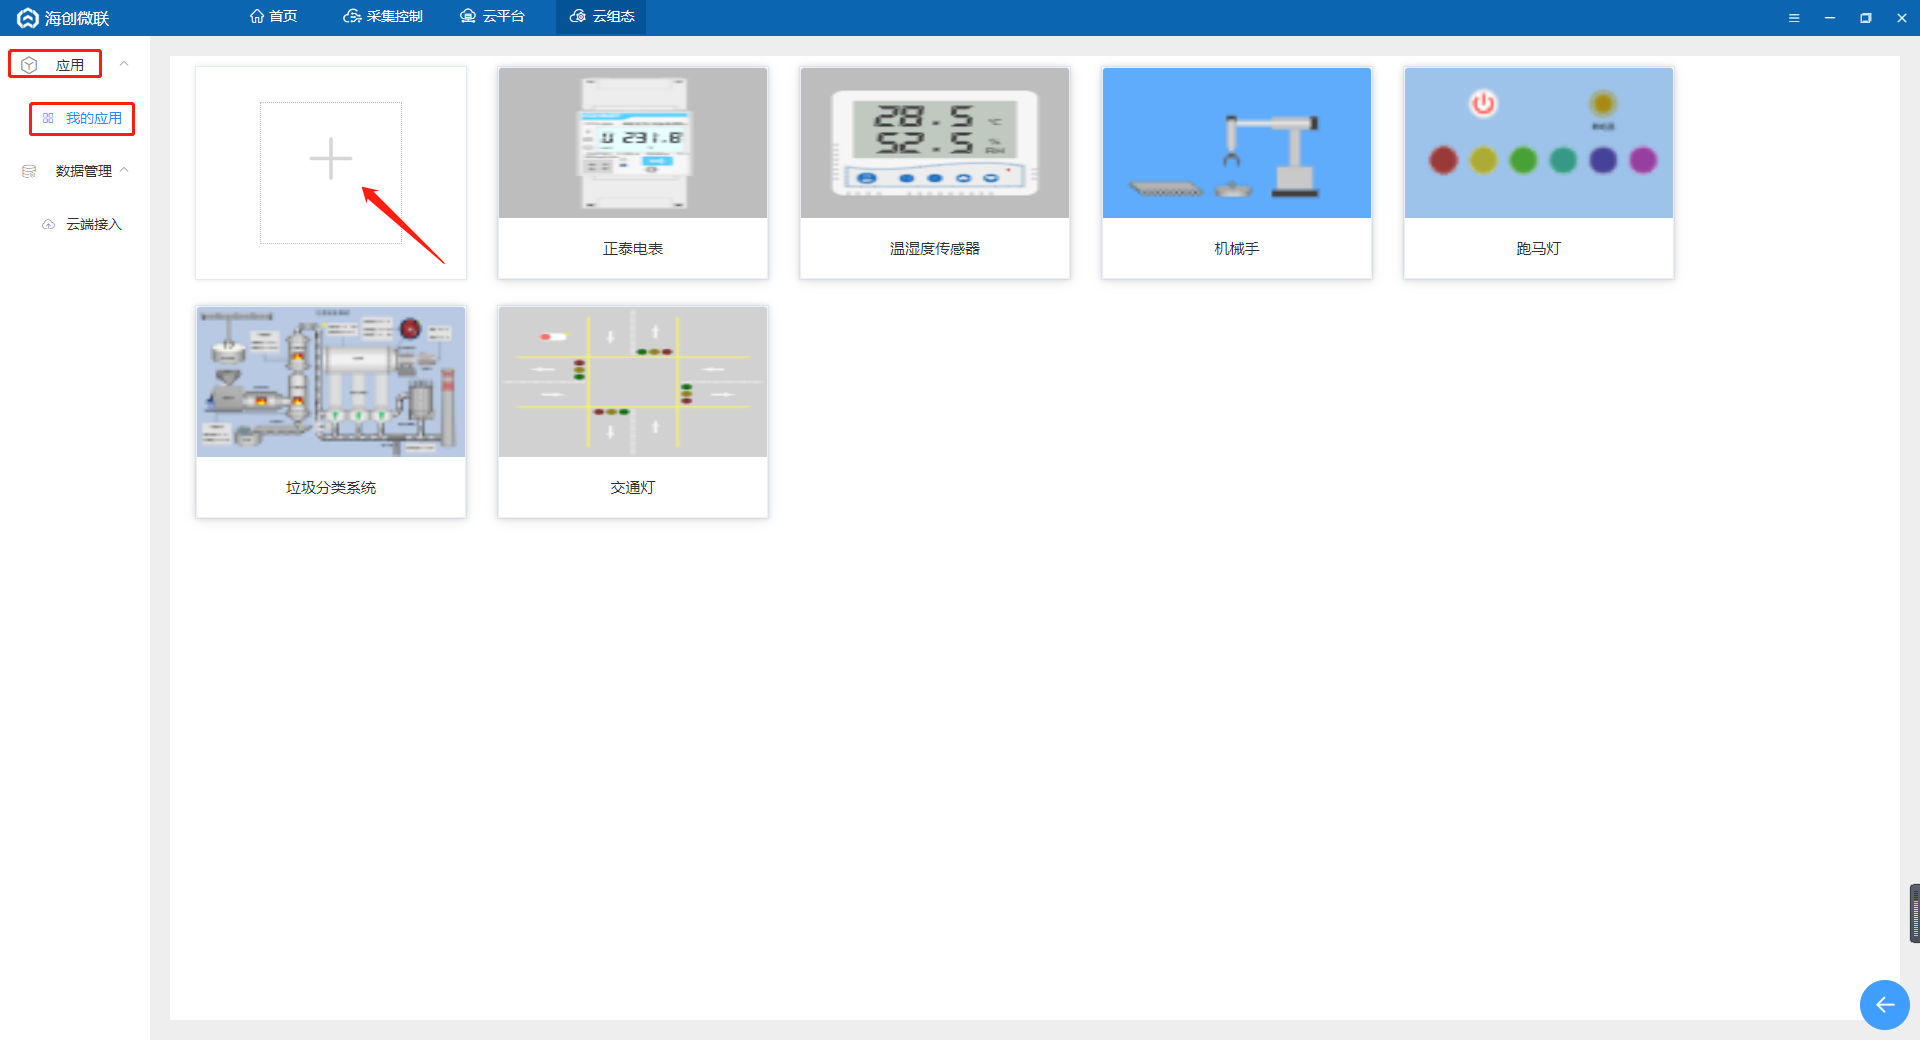 海创微联
首页
采集控制
云平台
云组态
应用
我的应用
数据管理
云端接入
231.8
28.5 ℃
52.5 %
RH
正泰电表
温湿度传感器
机械手
跑马灯
垃圾分类系统
交通灯